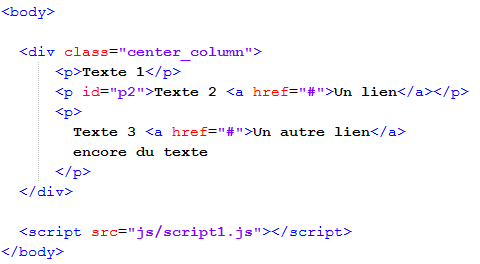 <body>
<div class="center_column">
<p>Texte 1</p>
<p id="p2">Texte 2 <a href="#">Un lien</a></p>
<p>
Texte 3 <a href="#">Un autre lien</a>
encore du texte
</p>
</div>
<script src="js/script1.js"></script>
</body>